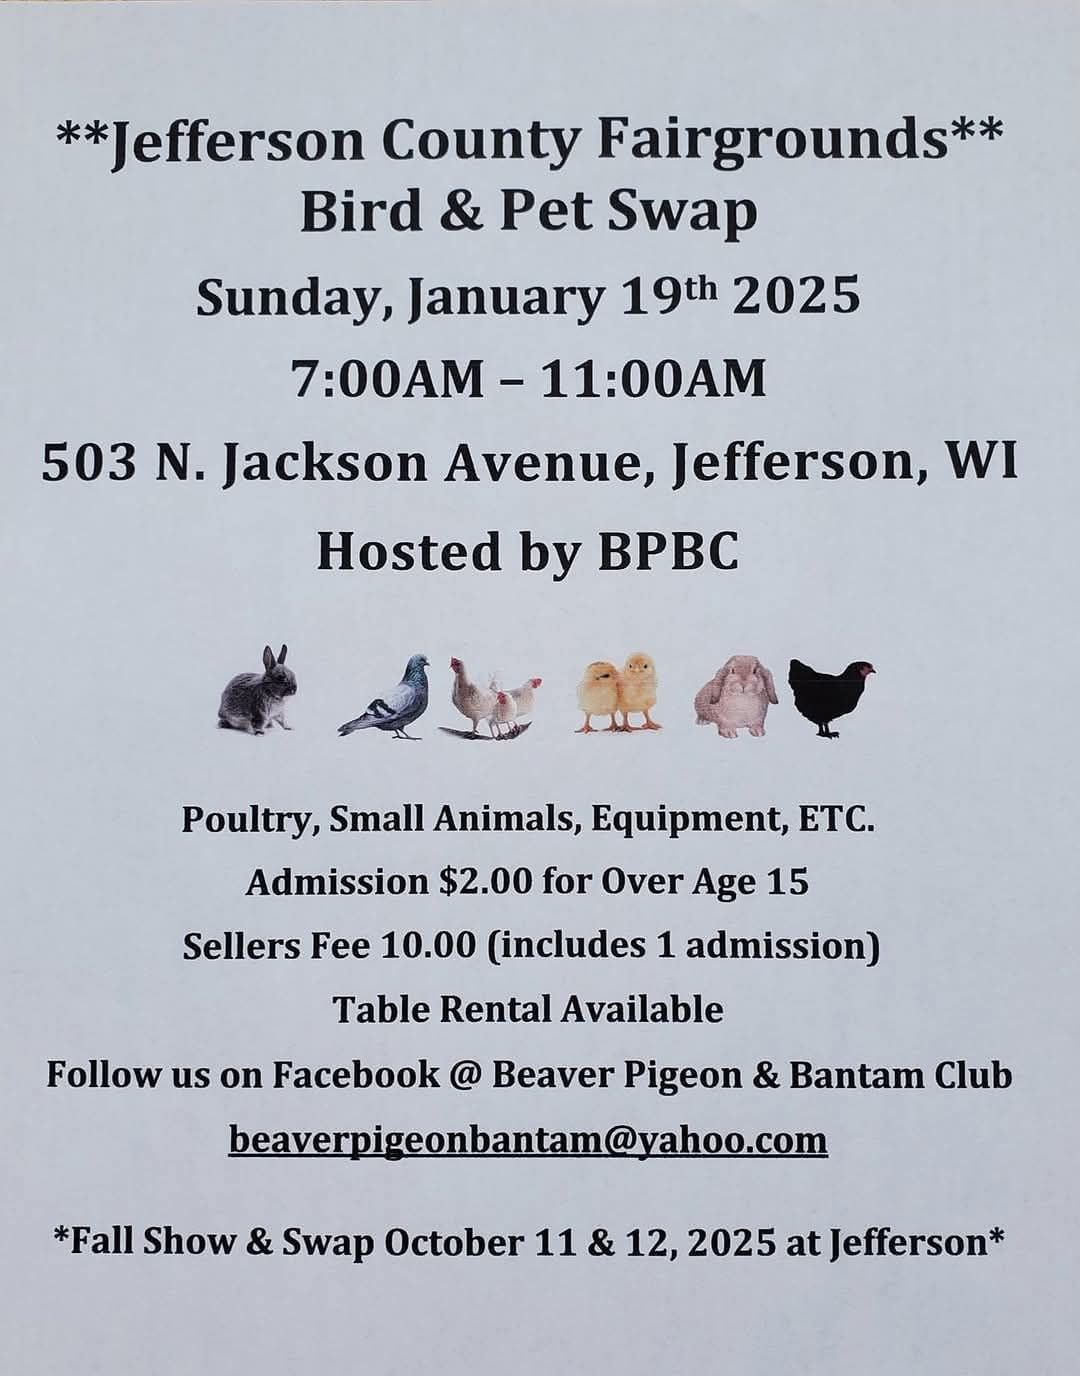 **Jefferson County Fairgrounds**
Bird & Pet Swap
Sunday, January 19th 2025
7:00AM – 11:00AM
503 N. Jackson Avenue, Jefferson, WI
Hosted by BPBC
Poultry, Small Animals, Equipment, ETC.
Admission $2.00 for Over Age 15
Sellers Fee 10.00 (includes 1 admission)
Table Rental Available
Follow us on Facebook @ Beaver Pigeon & Bantam Club
beaverpigeonbantam@yahoo.com
*Fall Show & Swap October 11 & 12, 2025 at Jefferson*